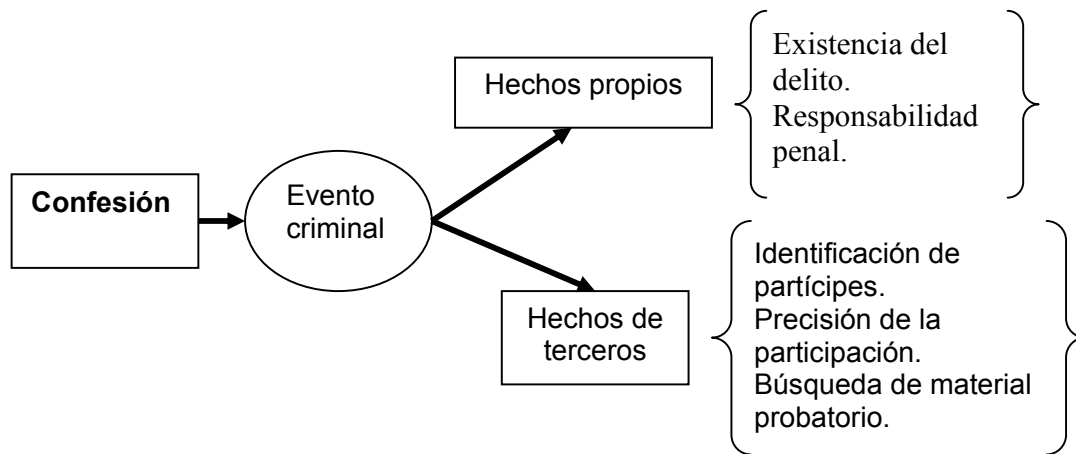 Confesión
Evento
criminal
Hechos propios
Existencia del
delito.
Responsabilidad
penal.
Hechos de
terceros
Identificación de
partícipes.
Precisión de la
participación.
Búsqueda de material
probatorio.